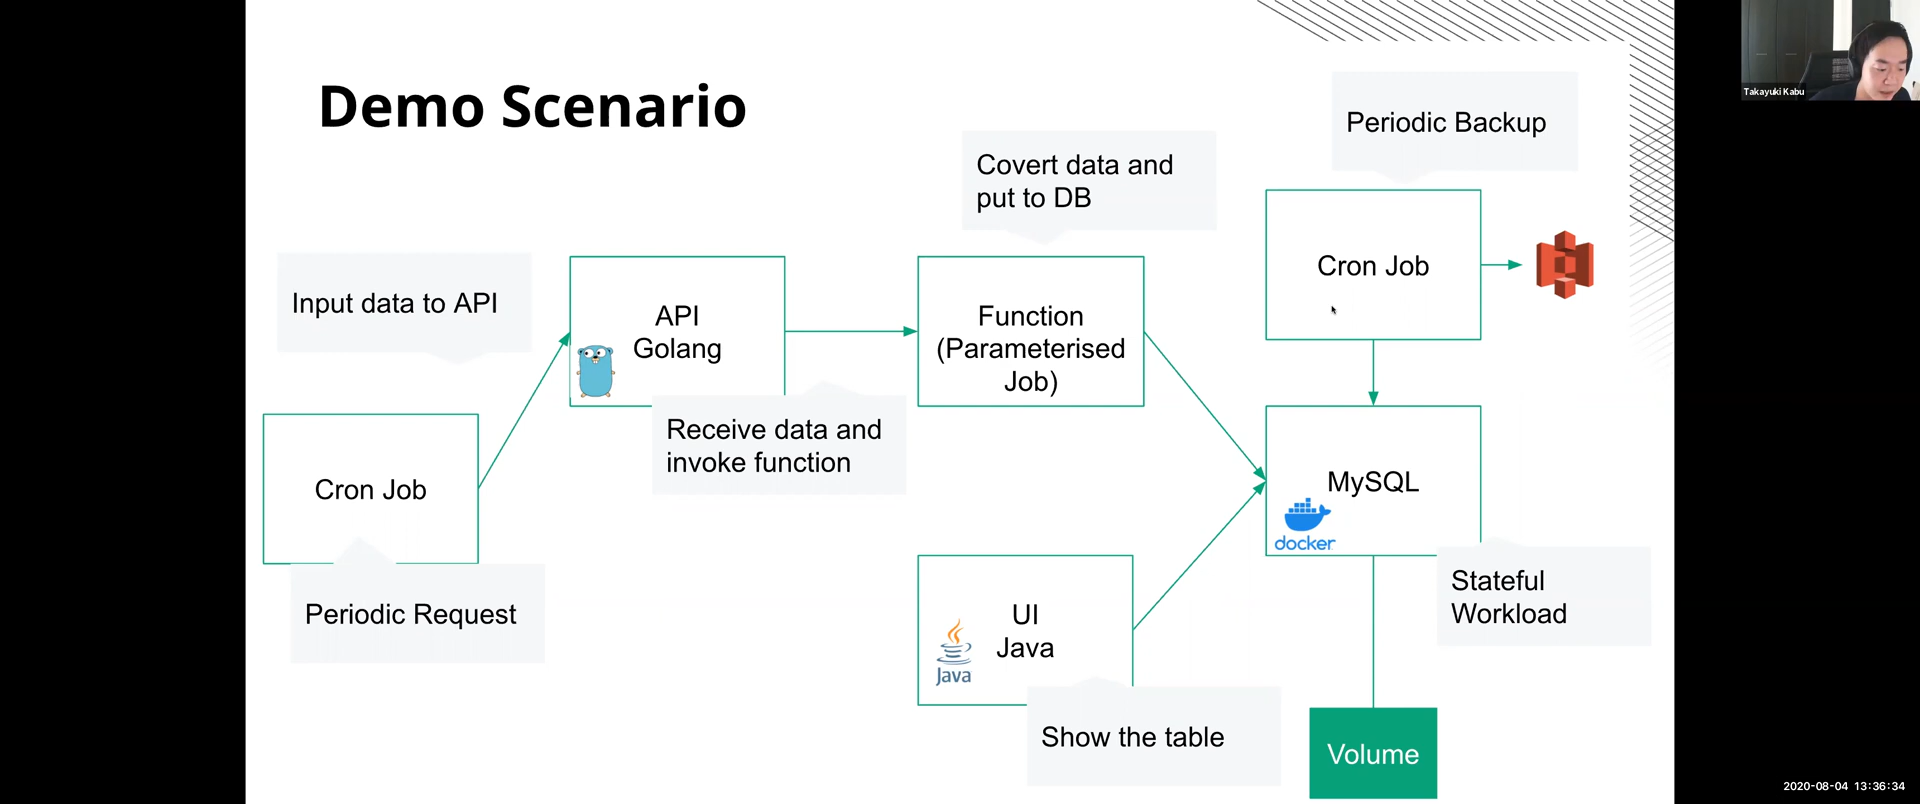 Demo Scenario
Periodic Backup
Covert data and
put to DB
Cron Job
Input data to API
API
Golang
Function
(Parameterised
Job)
Receive data and
invoke function
Cron Job
MySQL
docker
Periodic Request
Stateful
Workload
UI
Java
Java
Show the table
Volume
Takayuki Kabu
2020-08-04 13:36:34